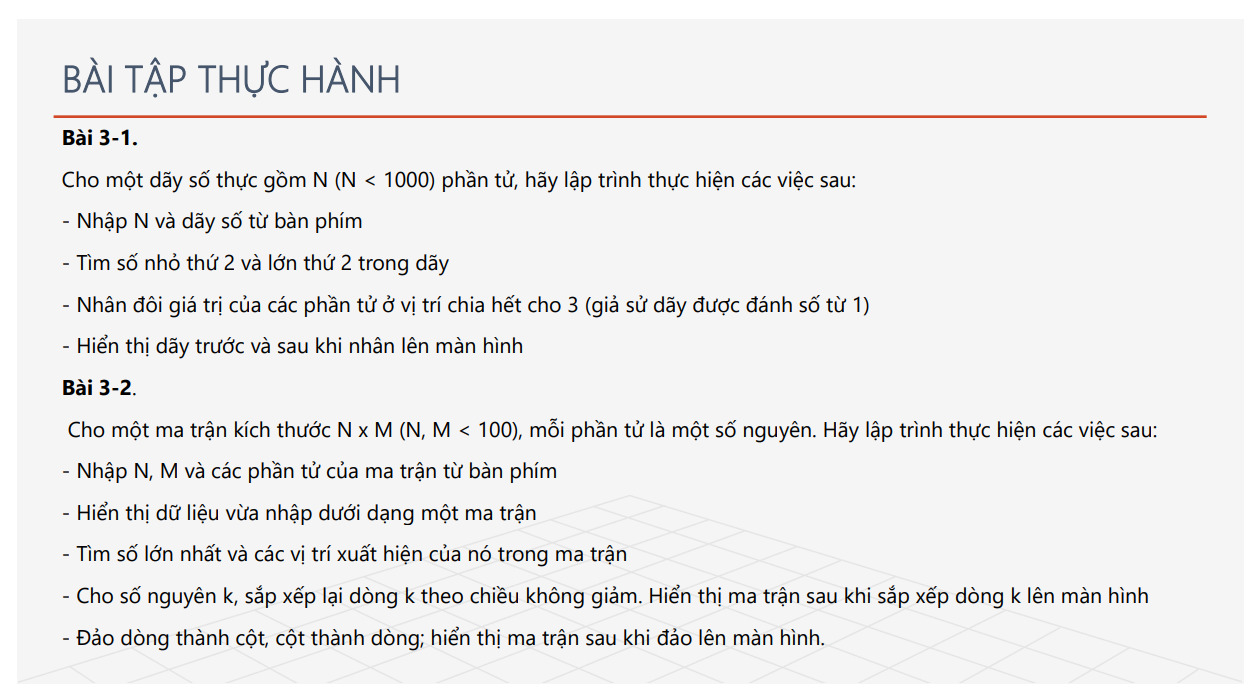 BÀI TẬP THỰC HÀNH
Bài 3-1.
Cho một dãy số thực gồm N (N < 1000) phần tử, hãy lập trình thực hiện các việc sau:
- Nhập N và dãy số từ bàn phím
- Tìm số nhỏ thứ 2 và lớn thứ 2 trong dãy
- Nhân đôi giá trị của các phần tử ở vị trí chia hết cho 3 (giả sử dãy được đánh số từ 1)
- Hiển thị dãy trước và sau khi nhân lên màn hình
Bài 3-2.
Cho một ma trận kích thước N x M (N, M < 100), mỗi phần tử là một số nguyên. Hãy lập trình thực hiện các việc sau:
- Nhập N, M và các phần tử của ma trận từ bàn phím
- Hiển thị dữ liệu vừa nhập dưới dạng một ma trận
- Tìm số lớn nhất và các vị trí xuất hiện của nó trong ma trận
- Cho số nguyên k, sắp xếp lại dòng k theo chiều không giảm. Hiển thị ma trận sau khi sắp xếp dòng k lên màn hình
- Đảo dòng thành cột, cột thành dòng; hiển thị ma trận sau khi đảo lên màn hình.